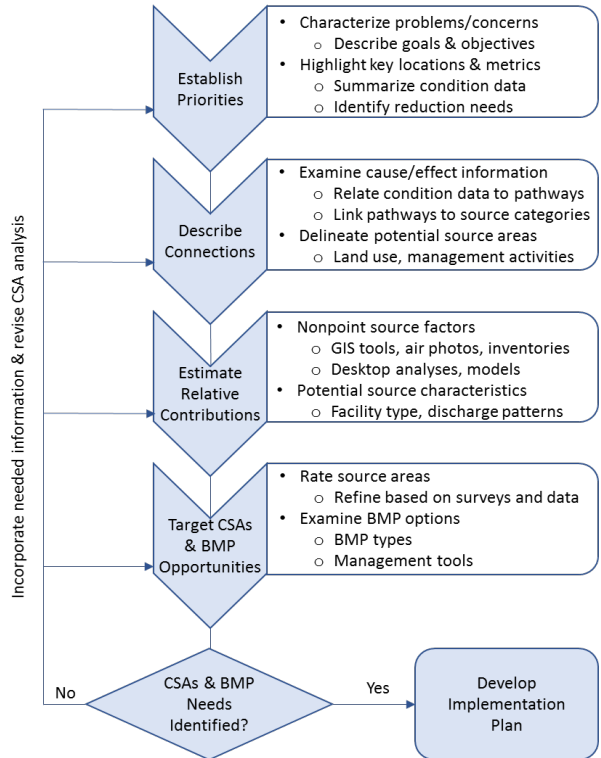 Establish
Priorities
• Characterize problems/concerns
o Describe goals & objectives
• Highlight key locations & metrics
o Summarize condition data
o Identify reduction needs
Describe
Connections
• Examine cause/effect information
o Relate condition data to pathways
o Link pathways to source categories
• Delineate potential source areas
o Land use, management activities
Estimate
Relative
Contributions
• Nonpoint source factors
o GIS tools, air photos, inventories
o Desktop analyses, models
• Potential source characteristics
o Facility type, discharge patterns
Target CSAs
& BMP
Opportunities
• Rate source areas
o Refine based on surveys and data
• Examine BMP options
o BMP types
o Management tools
CSAs & BMP
Needs
Identified?
No
Yes
Develop
Implementation
Plan
Incorporate needed information & revise CSA analysis